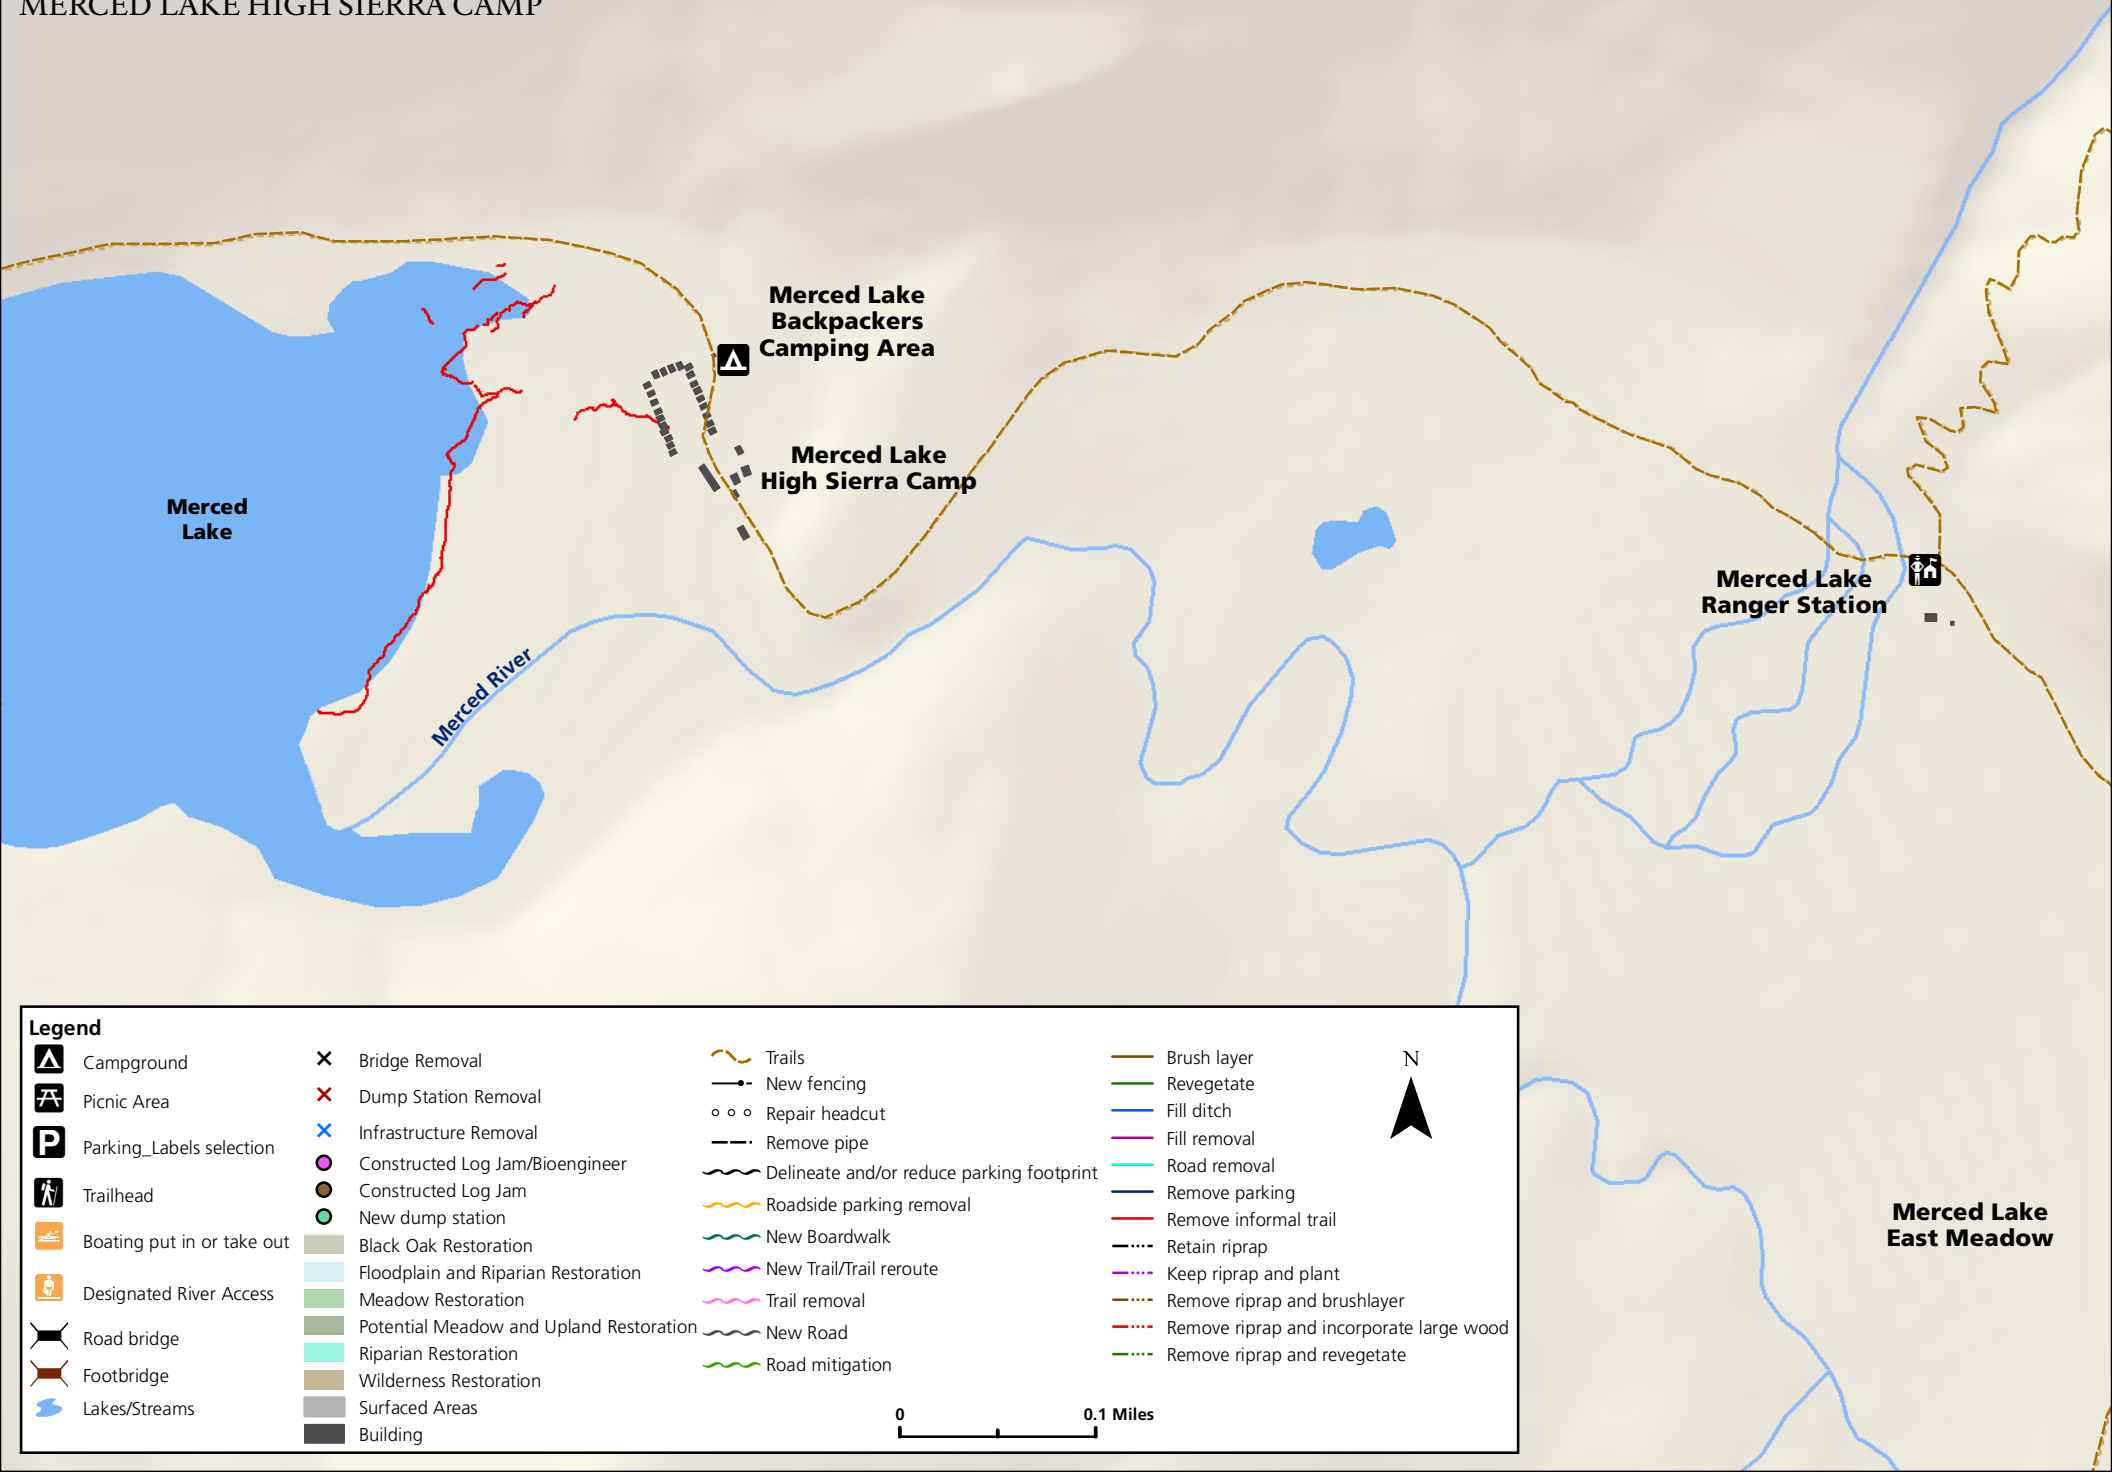 MERCED LAKE HIGH SIERRA CAMP
Merced Lake
Backpackers
Camping Area
Merced Lake
High Sierra Camp
Merced
Lake
Merced Lake
Ranger Station
Merced River
Merced Lake
East Meadow
Legend
Campground
Picnic Area
P
Parking_Labels selection
Trailhead
Boating put in or take out
Designated River Access
Road bridge
Footbridge
Lakes/Streams
Bridge Removal
Dump Station Removal
Infrastructure Removal
Constructed Log Jam/Bioengineer
Constructed Log Jam
New dump station
Black Oak Restoration
Floodplain and Riparian Restoration
Meadow Restoration
Potential Meadow and Upland Restoration
Riparian Restoration
Wilderness Restoration
Surfaced Areas
Building
Trails
New fencing
Repair headcut
Remove pipe
Delineate and/or reduce parking footprint
Roadside parking removal
New Boardwalk
New Trail/Trail reroute
Trail removal
New Road
Road mitigation
Brush layer
Revegetate
Fill ditch
Fill removal
Road removal
Remove parking
Remove informal trail
Retain riprap
Keep riprap and plant
Remove riprap and brushlayer
Remove riprap and incorporate large wood
Remove riprap and revegetate
N
0 0.1 Miles